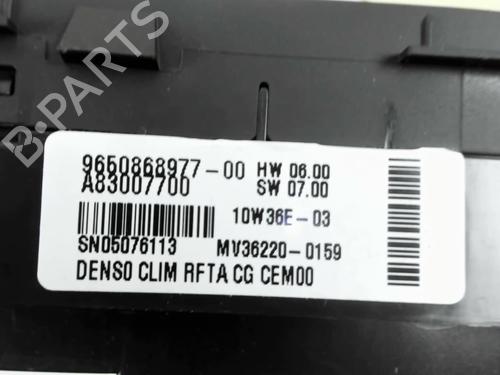 B-PARTS
9650868977-00 HW 06.00
A83007700 SW 07.00
10W36E-03
SN05076113 MV36220-0159
DENSO CLIM RFTA CG CEM00